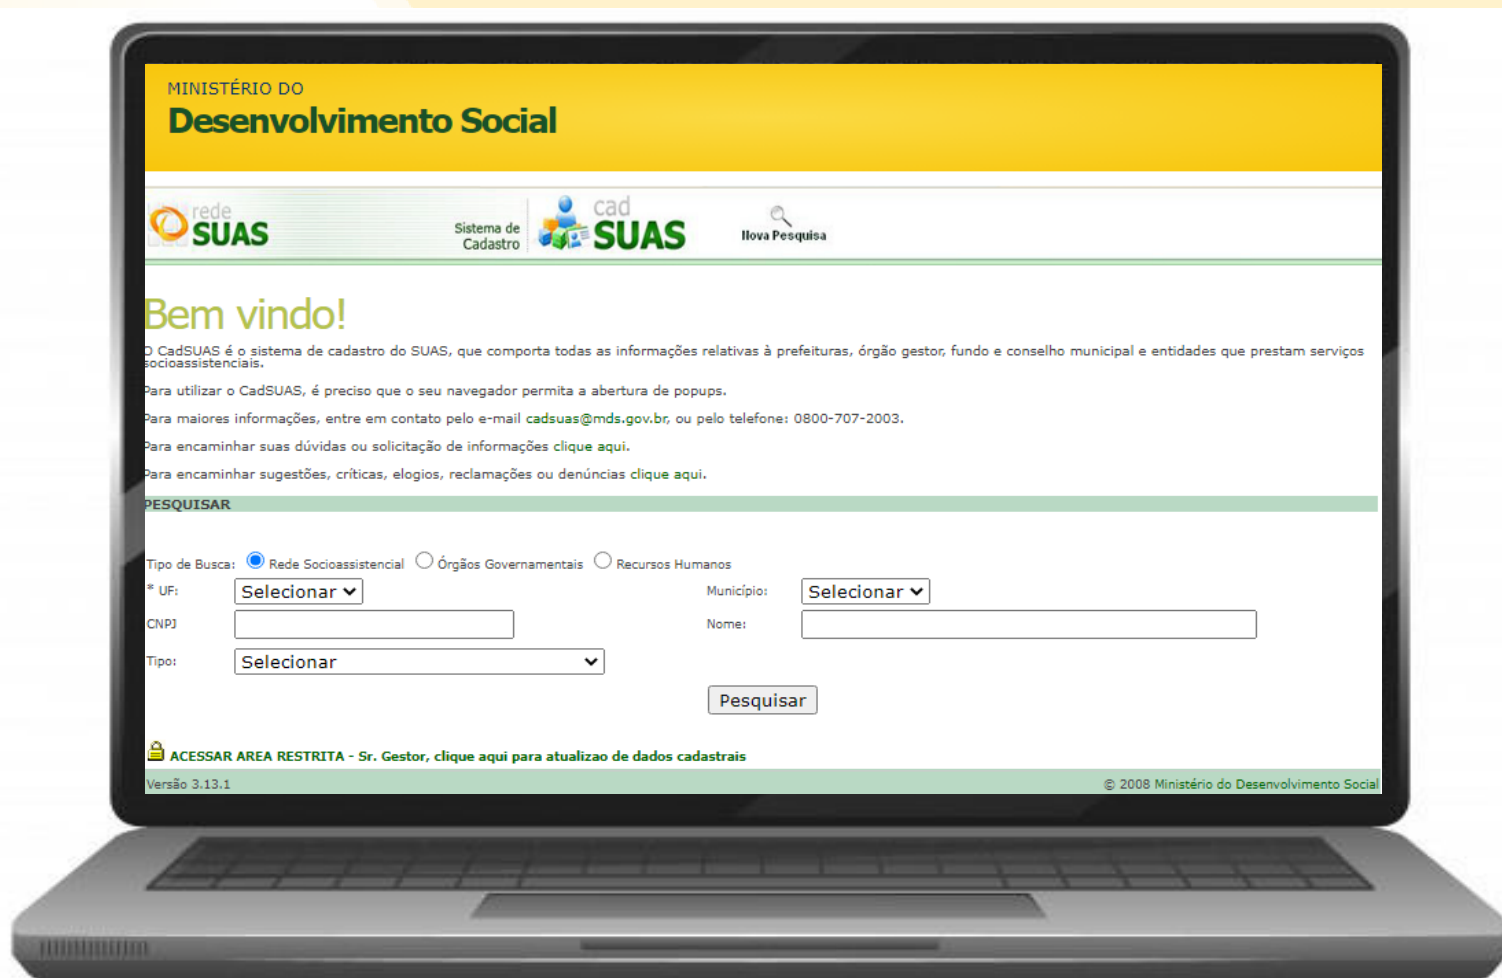 MINISTÉRIO DO
Desenvolvimento Social
rede
SUAS
Sistema de
Cadastro
cad
SUAS
Nova Pesquisa
Bem vindo!
O CadSUAS é o sistema de cadastro do SUAS, que comporta todas as informações relativas à prefeituras, órgão gestor, fundo e conselho municipal e entidades que prestam serviços
socioassistenciais.
Para utilizar o CadSUAS, é preciso que o seu navegador permita a abertura de popups.
Para maiores informações, entre em contato pelo e-mail cadsuas@mds.gov.br, ou pelo telefone: 0800-707-2003.
Para encaminhar suas dúvidas ou solicitação de informações clique aqui.
Para encaminhar sugestões, críticas, elogios, reclamações ou denúncias clique aqui.
PESQUISAR
Tipo de Busca: Rede Socioassistencial Órgãos Governamentais Recursos Humanos
* UF: Selecionar Município: Selecionar
CNPJ Nome:
Tipo: Selecionar
Pesquisar
ACESSAR AREA RESTRITA - Sr. Gestor, clique aqui para atualizao de dados cadastrais
Versão 3.13.1 © 2008 Ministério do Desenvolvimento Social